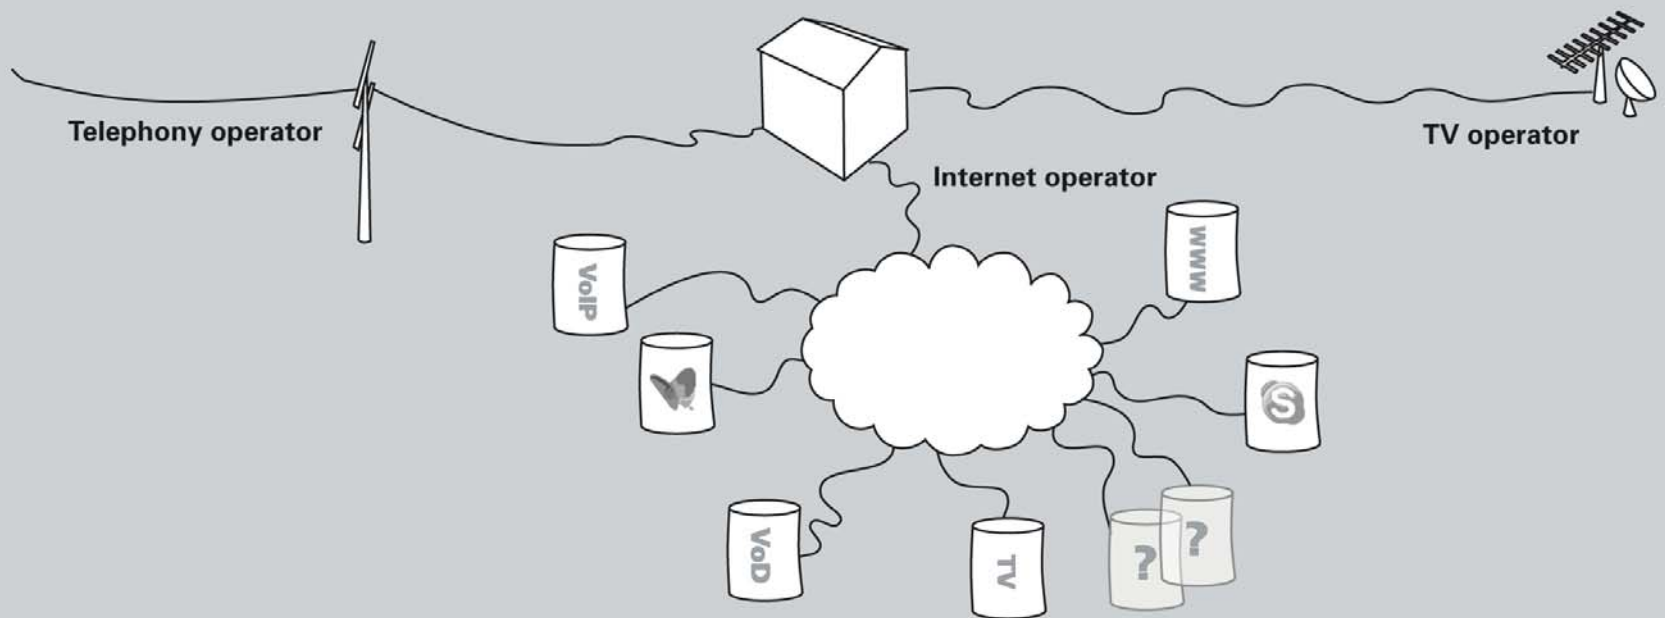 Telephony operator
TV operator
Internet operator
WWW
VoIP
S
VoD
TV
?
?